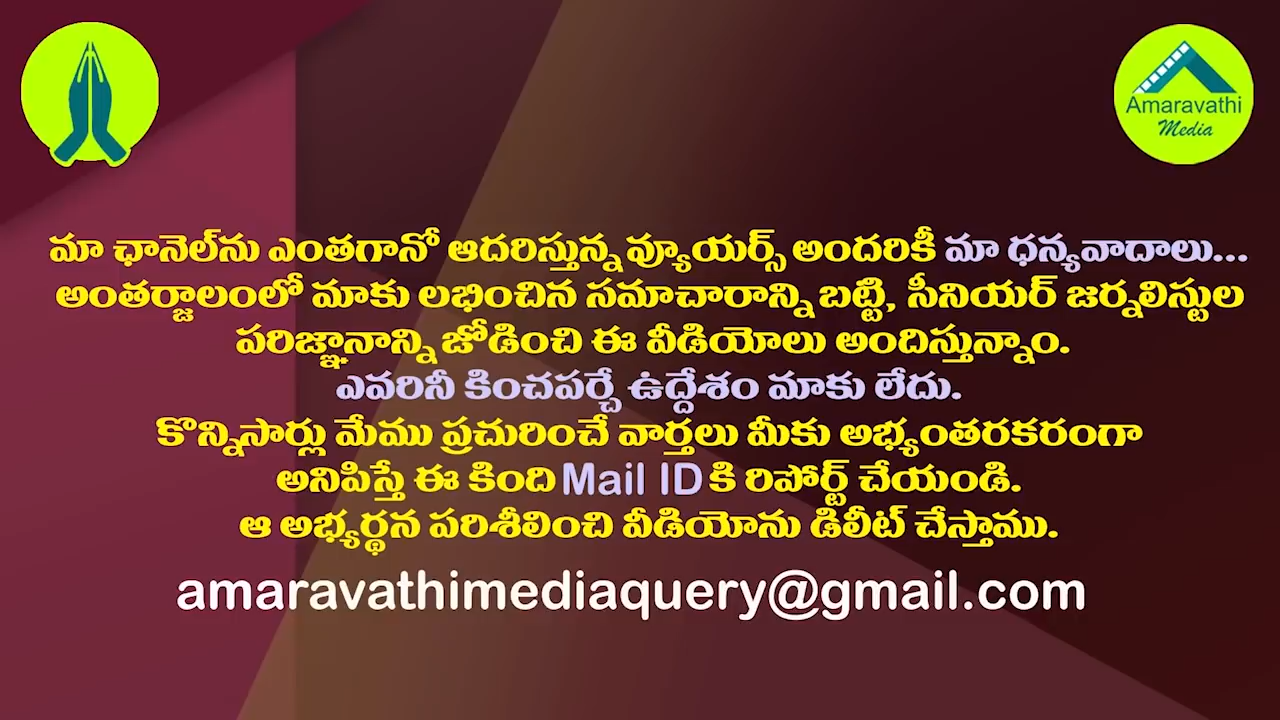 Amaravathi
Media
మా ఛానెల్‌ను ఎంతగానో ఆదరిస్తున్న వ్యూయర్స్ అందరికీ మా ధన్యవాదాలు...
అంతర్జాలంలో మాకు లభించిన సమాచారాన్ని బట్టి, సీనియర్ జర్నలిస్టుల
పరిజ్ఞానాన్ని జోడించి ఈ వీడియోలు అందిస్తున్నాం.
ఎవరినీ కించపర్చే ఉద్దేశం మాకు లేదు.
కొన్నిసార్లు మేము ప్రచురించే వార్తలు మీకు అభ్యంతరకరంగా
అనిపిస్తే ఈ కింది Mail ID కి రిపోర్ట్ చేయండి.
ఆ అభ్యర్థన పరిశీలించి వీడియోను డిలీట్ చేస్తాము.
amaravathimediaquery@gmail.com